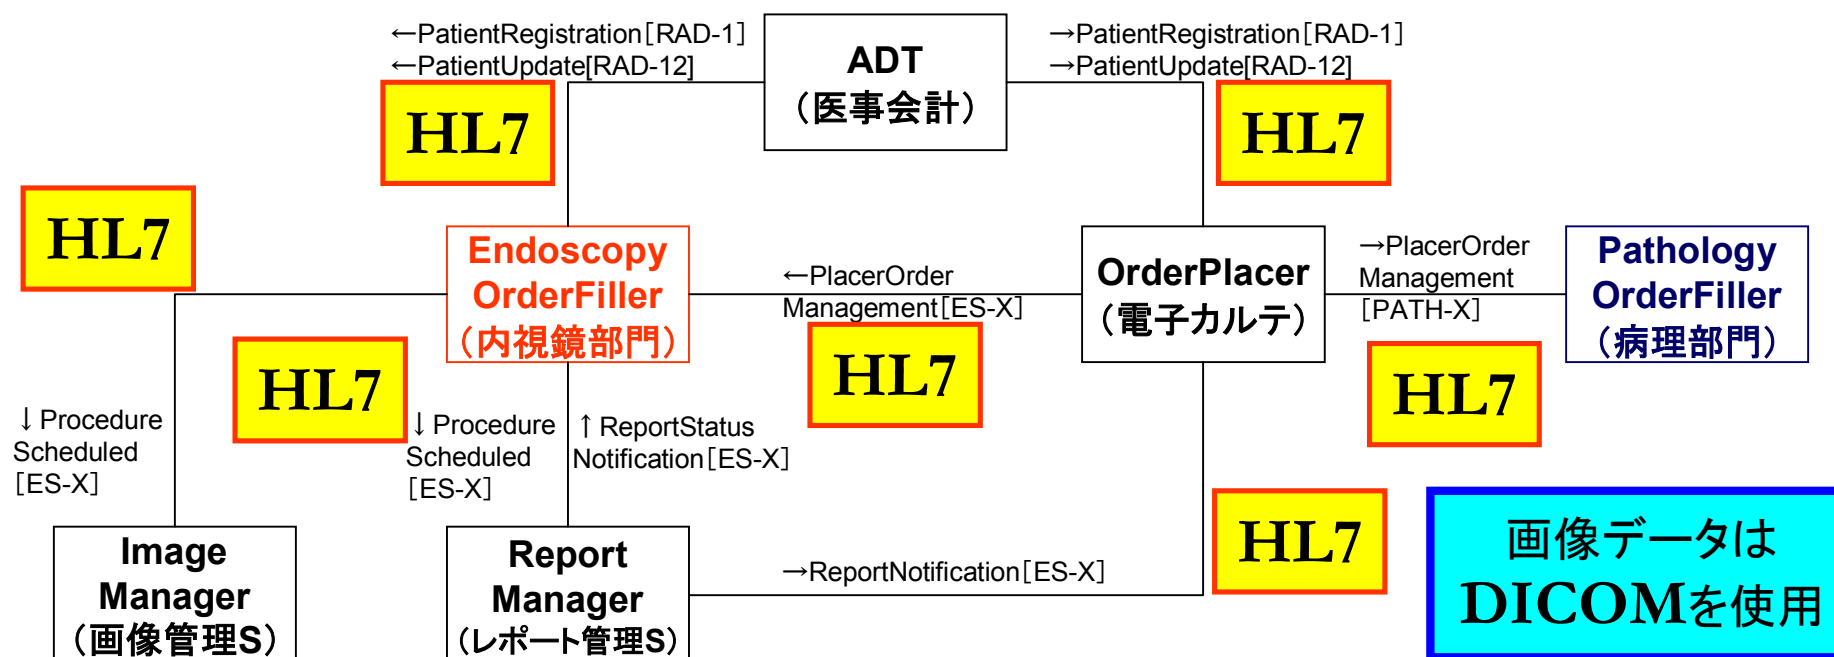 ←PatientRegistration[RAD-1]
←PatientUpdate[RAD-12]
ADT
（医事会計）
→PatientRegistration[RAD-1]
→PatientUpdate[RAD-12]
HL7
HL7
HL7
Endoscopy
OrderFiller
（内視鏡部門）
←PlacerOrder
Management[ES-X]
OrderPlacer
（電子カルテ）
→PlacerOrder
Management
[PATH-X]
Pathology
OrderFiller
（病理部門）
HL7
HL7
HL7
↓Procedure
Scheduled
[ES-X]
↓Procedure
Scheduled
[ES-X]
↑ReportStatus
Notification[ES-X]
HL7
Image
Manager
（画像管理S）
Report
Manager
（レポート管理S）
→ReportNotification[ES-X]
画像データは
DICOMを使用